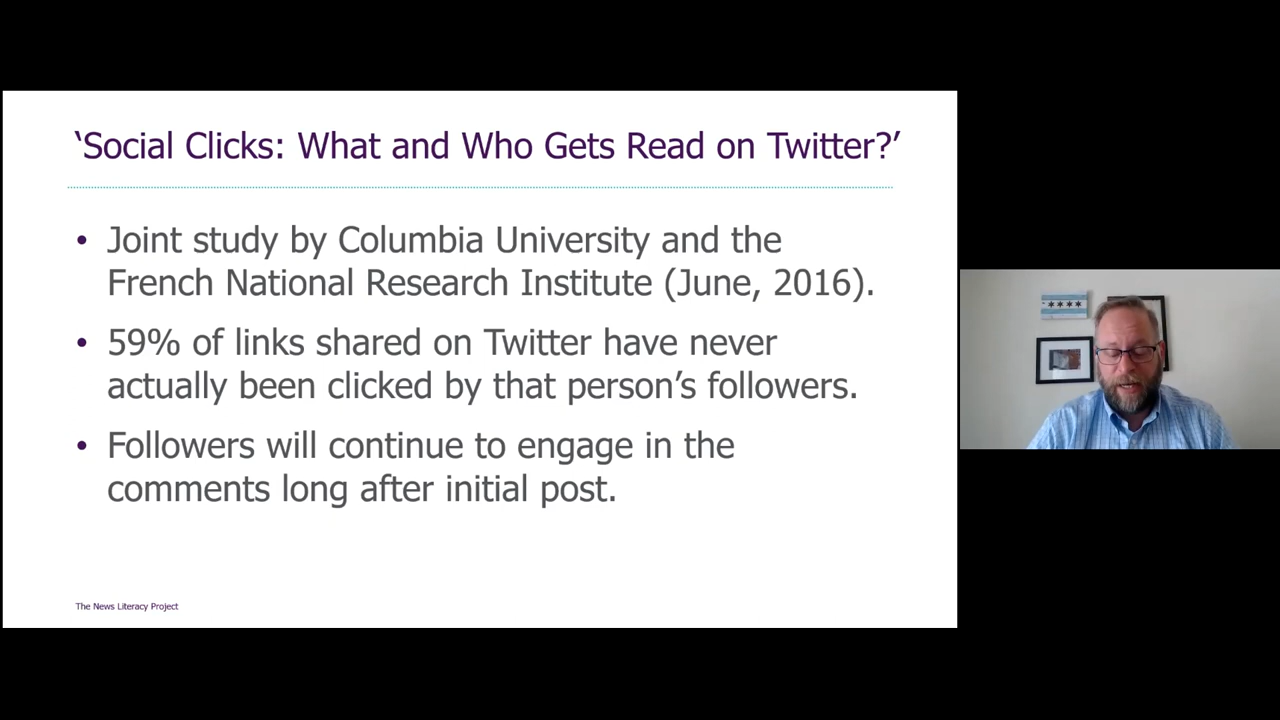 ‘Social Clicks: What and Who Gets Read on Twitter?’
• Joint study by Columbia University and the
French National Research Institute (June, 2016).
• 59% of links shared on Twitter have never
actually been clicked by that person’s followers.
• Followers will continue to engage in the
comments long after initial post.
The News Literacy Project